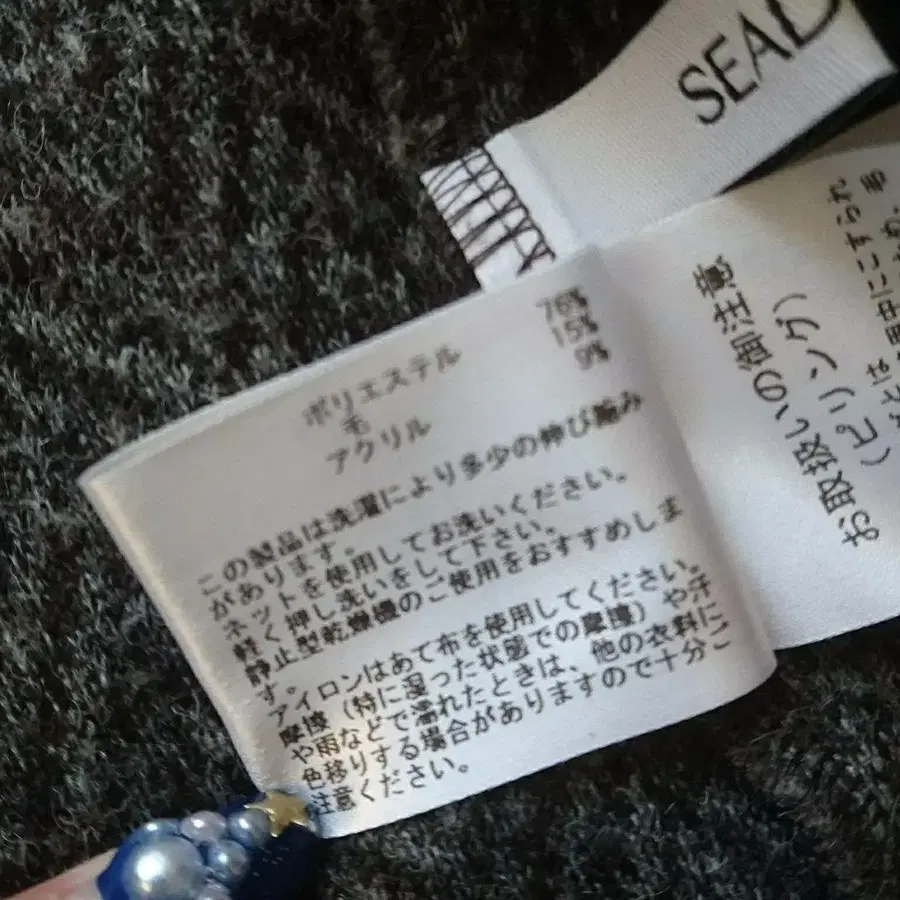 SEAL
ポリエステル 76%
毛 15%
アクリル 9%
この製品は洗濯により多少の伸び縮み
があります。
ネットを使用してお洗いください。
軽く押し洗いをして下さい。
静止型乾燥機のご使用をおすすめしま
す。
アイロンはあて布を使用してください。
摩擦（特に湿った状態での摩擦）や汗
や雨などで濡れたときは、他の衣料に
色移りする場合がありますので十分ご
注意ください。
お取扱いの御注意
（ピリング）
用中にこすられ、